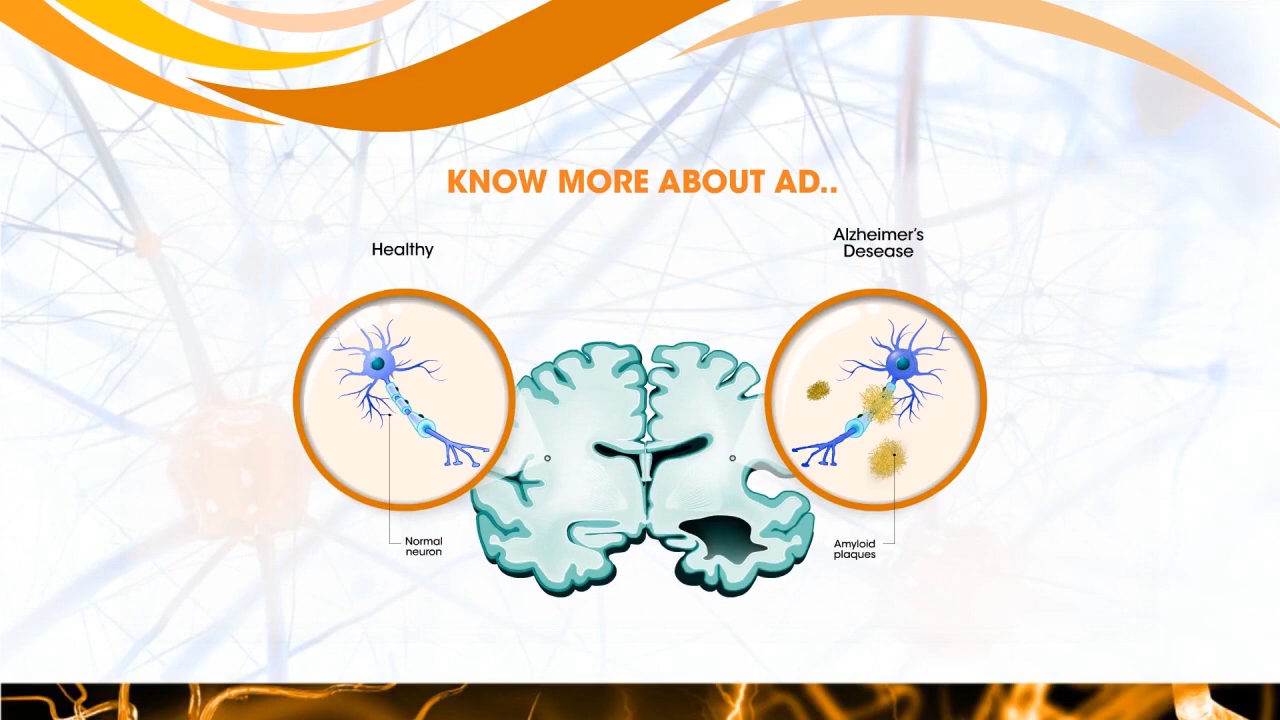 KNOW MORE ABOUT AD..
Healthy
Alzheimer's
Desease
Normal
neuron
Amyloid
plaques